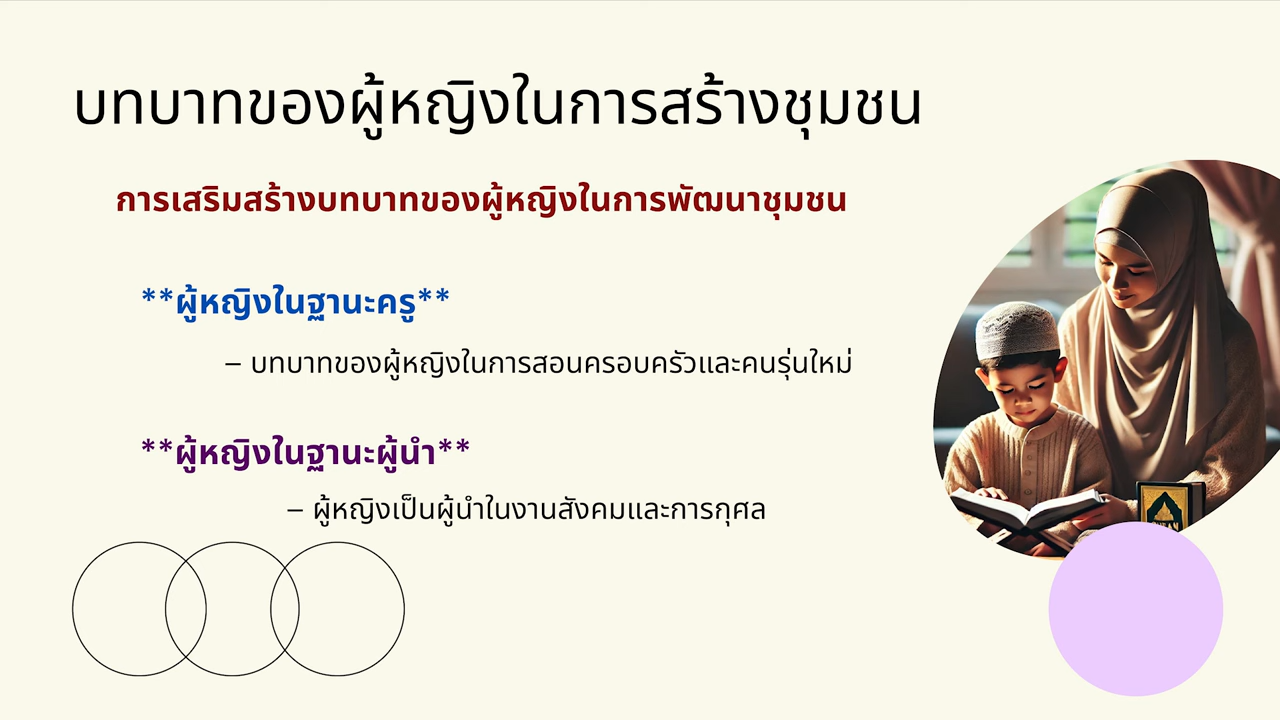 บทบาทของผู้หญิงในการสร้างชุมชน
การเสริมสร้างบทบาทของผู้หญิงในการพัฒนาชุมชน
**ผู้หญิงในฐานะครู**
– บทบาทของผู้หญิงในการสอนครอบครัวและคนรุ่นใหม่
**ผู้หญิงในฐานะผู้นำ**
– ผู้หญิงเป็นผู้นำในงานสังคมและการกุศล